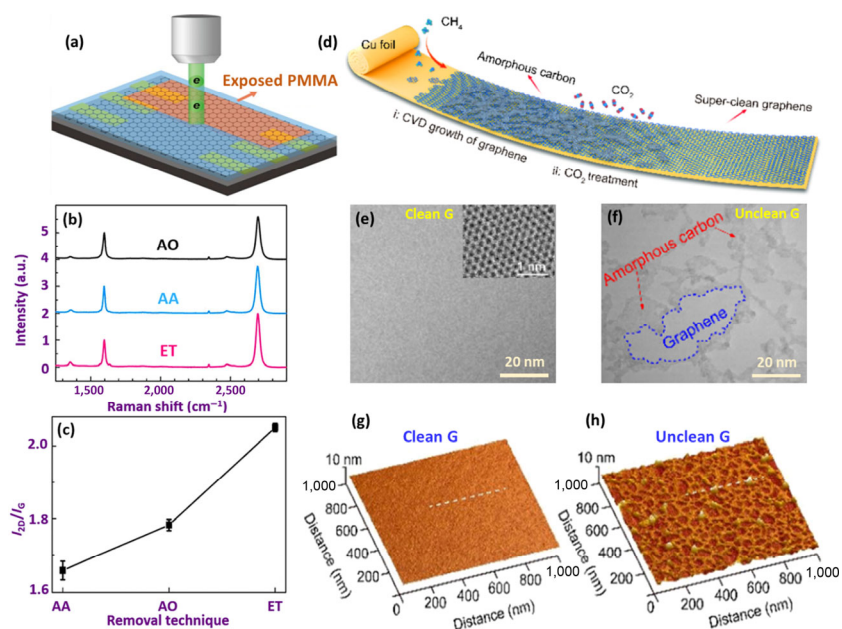 (a)
e
e
Exposed PMMA
(d)
Cu foil
CH4
Amorphous carbon
CO2
Super-clean graphene
i: CVD growth of graphene
ii: CO2 treatment
(b)
Intensity (a.u.)
5
4
3
2
1
0
AO
AA
ET
1,500
2,000
2,500
Raman shift (cm−1)
(e)
Clean G
1 nm
20 nm
(f)
Unclean G
Amorphous carbon
Graphene
20 nm
(c)
I2D/IG
2.0
1.8
1.6
AA
AO
ET
Removal technique
(g)
Clean G
10 nm
1,000
800
600
400
200
0
Distance (nm)
200
400
600
800
1,000
Distance (nm)
(h)
Unclean G
10 nm
1,000
800
600
400
200
0
Distance (nm)
200
400
600
800
1,000
Distance (nm)